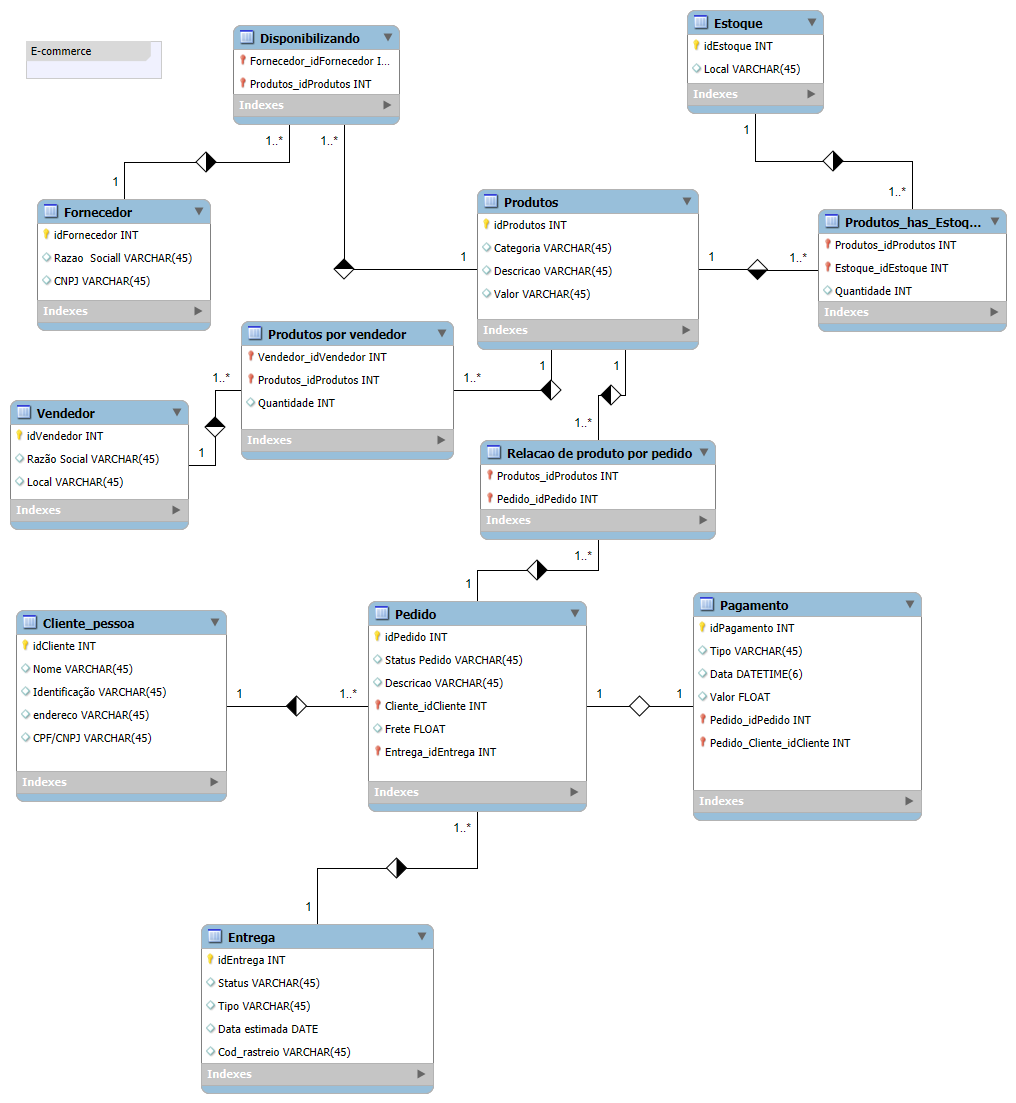 E-commerce
Disponibilizando
Fornecedor_idFornecedor I...
Produtos_idProdutos INT
Indexes
1..*
1..*
1
Estoque
idEstoque INT
Local VARCHAR(45)
Indexes
1
1..*
Fornecedor
idFornecedor INT
Razao Sociall VARCHAR(45)
CNPJ VARCHAR(45)
Indexes
Produtos
idProdutos INT
Categoria VARCHAR(45)
Descricao VARCHAR(45)
Valor VARCHAR(45)
Indexes
1
1
1..*
Produtos_has_Estoq...
Produtos_idProdutos INT
Estoque_idEstoque INT
Quantidade INT
Indexes
Produtos por vendedor
Vendedor_idVendedor INT
Produtos_idProdutos INT
Quantidade INT
Indexes
1..*
1
1
1..*
1
1..*
Vendedor
idVendedor INT
Razão Social VARCHAR(45)
Local VARCHAR(45)
Indexes
Relacao de produto por pedido
Produtos_idProdutos INT
Pedido_idPedido INT
Indexes
1..*
1
Cliente_pessoa
idCliente INT
Nome VARCHAR(45)
Identificação VARCHAR(45)
endereco VARCHAR(45)
CPF/CNPJ VARCHAR(45)
Indexes
1
1..*
Pedido
idPedido INT
Status Pedido VARCHAR(45)
Descricao VARCHAR(45)
Cliente_idCliente INT
Frete FLOAT
Entrega_idEntrega INT
Indexes
1
1
Pagamento
idPagamento INT
Tipo VARCHAR(45)
Data DATETIME(6)
Valor FLOAT
Pedido_idPedido INT
Pedido_Cliente_idCliente INT
Indexes
1..*
1
Entrega
idEntrega INT
Status VARCHAR(45)
Tipo VARCHAR(45)
Data estimada DATE
Cod_rastreio VARCHAR(45)
Indexes